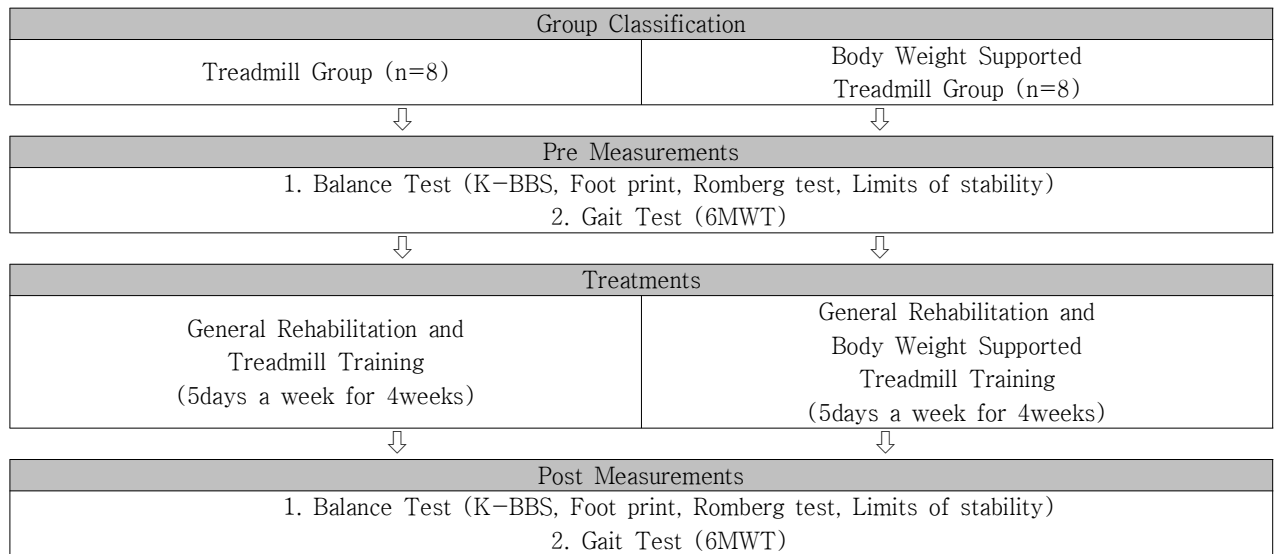 Group Classification
Treadmill Group (n=8)
Body Weight Supported
Treadmill Group (n=8)
⇩ ⇩
Pre Measurements
1. Balance Test (K-BBS, Foot print, Romberg test, Limits of stability)
2. Gait Test (6MWT)
⇩ ⇩
Treatments
General Rehabilitation and
Treadmill Training
(5days a week for 4weeks)
General Rehabilitation and
Body Weight Supported
Treadmill Training
(5days a week for 4weeks)
⇩ ⇩
Post Measurements
1. Balance Test (K-BBS, Foot print, Romberg test, Limits of stability)
2. Gait Test (6MWT)